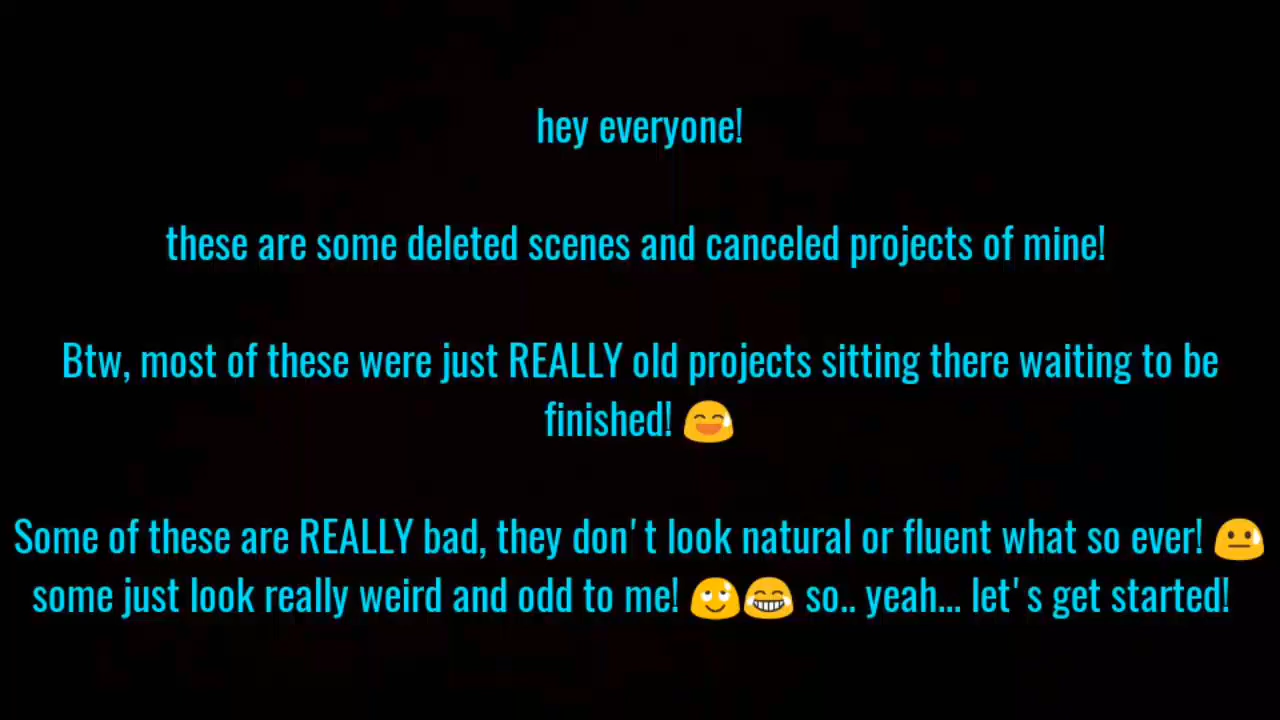 hey everyone!
these are some deleted scenes and canceled projects of mine!
Btw, most of these were just REALLY old projects sitting there waiting to be
finished! 😅
Some of these are REALLY bad, they don't look natural or fluent what so ever! 😓
some just look really weird and odd to me! 🙄😂 so.. yeah... let's get started!